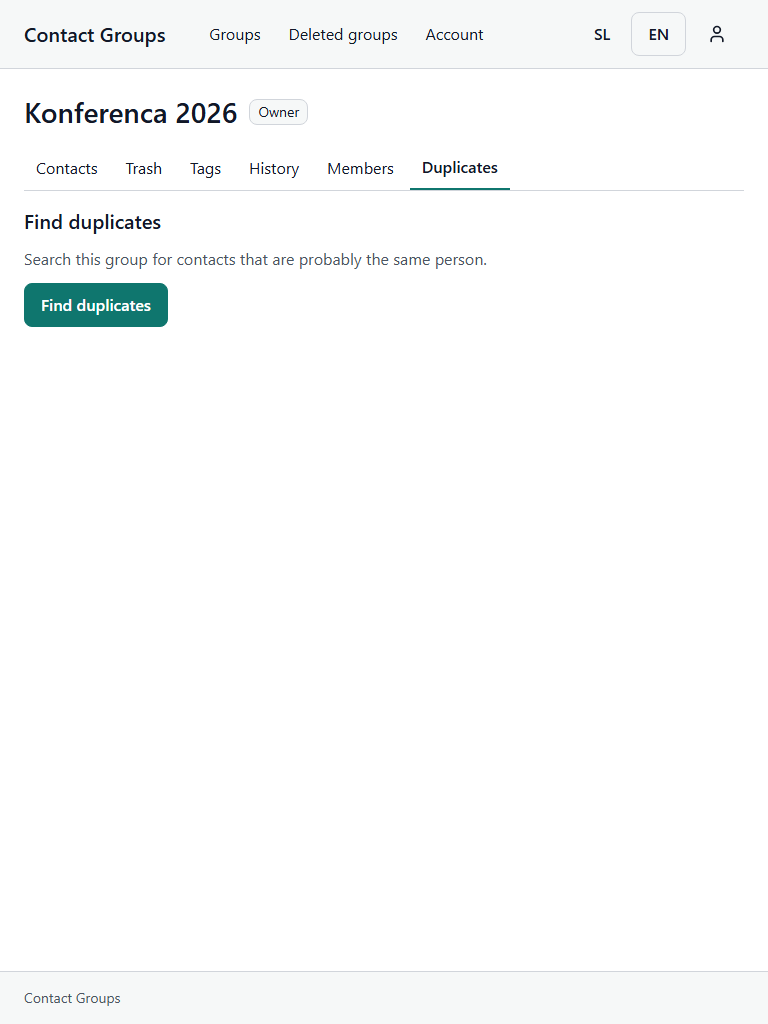 Contact Groups Groups Deleted groups Account SL EN
Konferenca 2026 Owner
Contacts Trash Tags History Members Duplicates
Find duplicates
Search this group for contacts that are probably the same person.
Find duplicates
Contact Groups